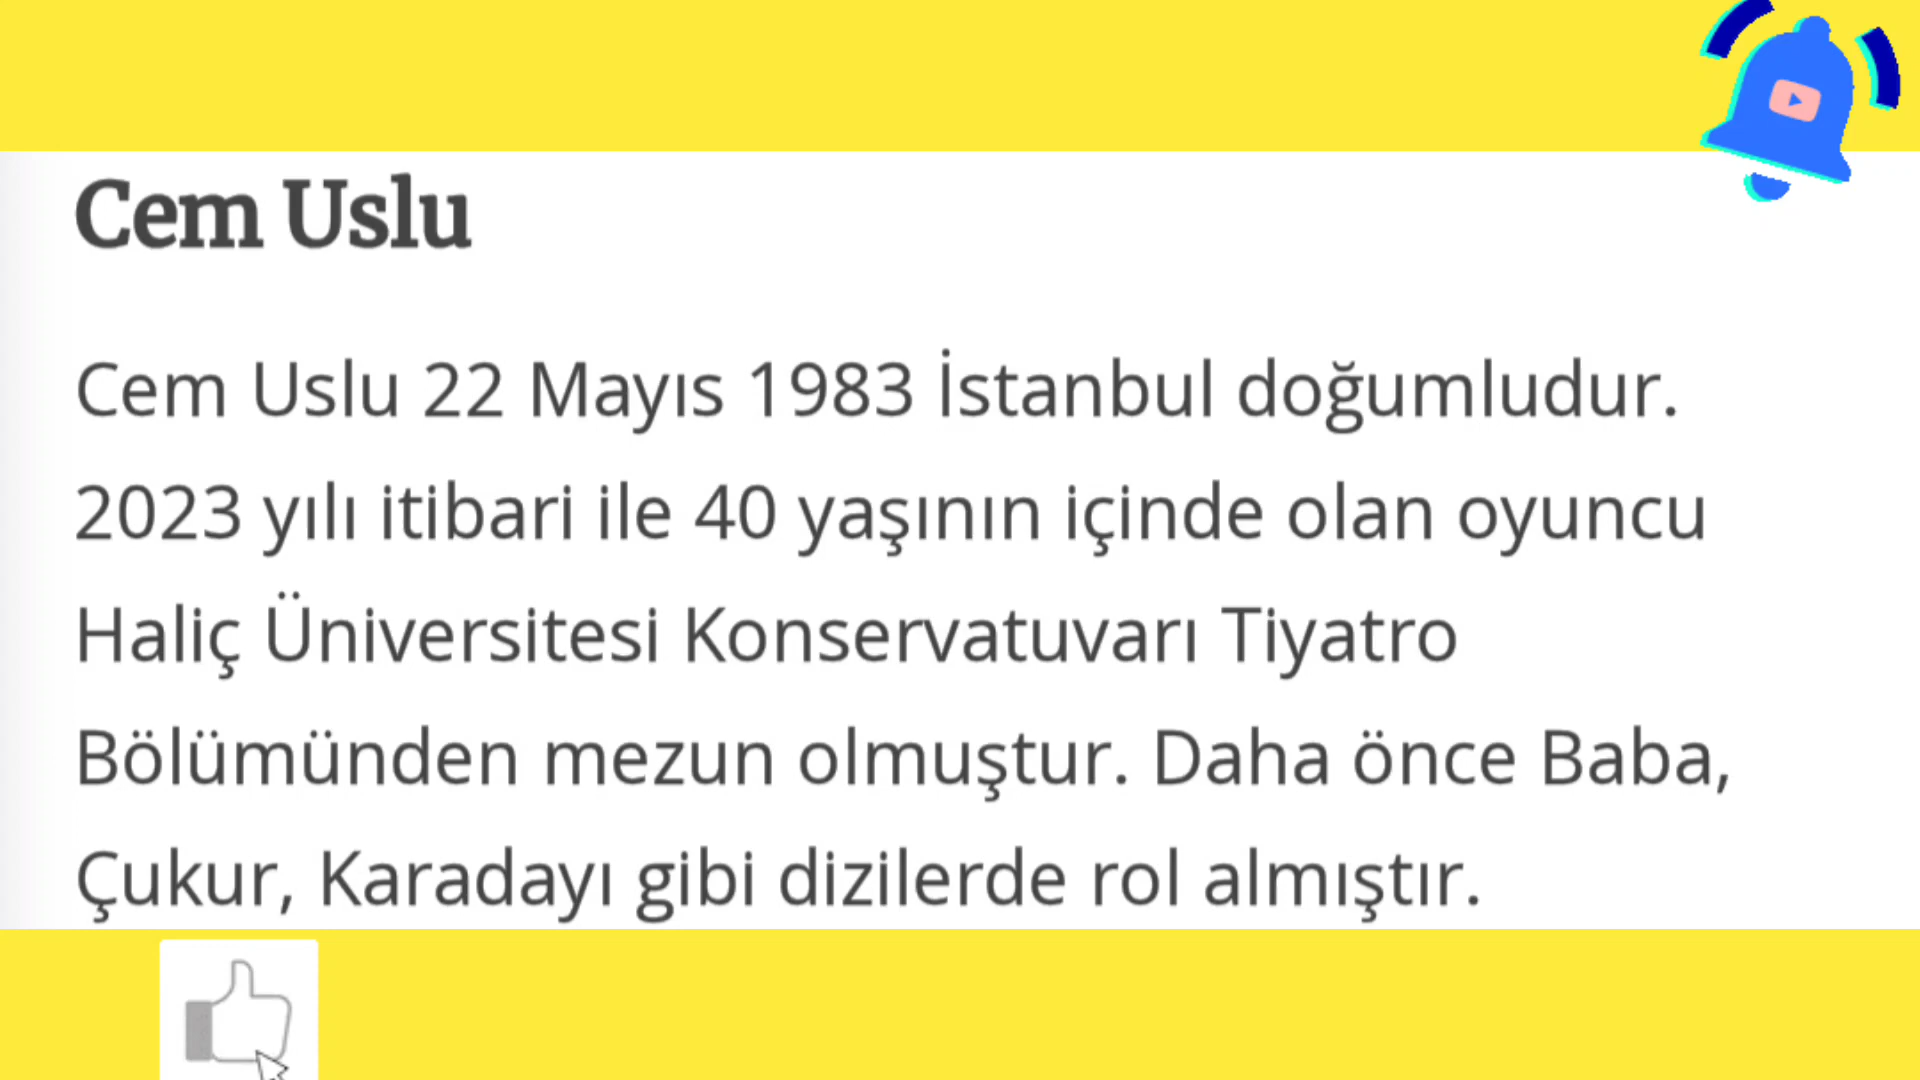 Cem Uslu
Cem Uslu 22 Mayıs 1983 İstanbul doğumludur.
2023 yılı itibari ile 40 yaşının içinde olan oyuncu
Haliç Üniversitesi Konservatuvarı Tiyatro
Bölümünden mezun olmuştur. Daha önce Baba,
Çukur, Karadayı gibi dizilerde rol almıştır.